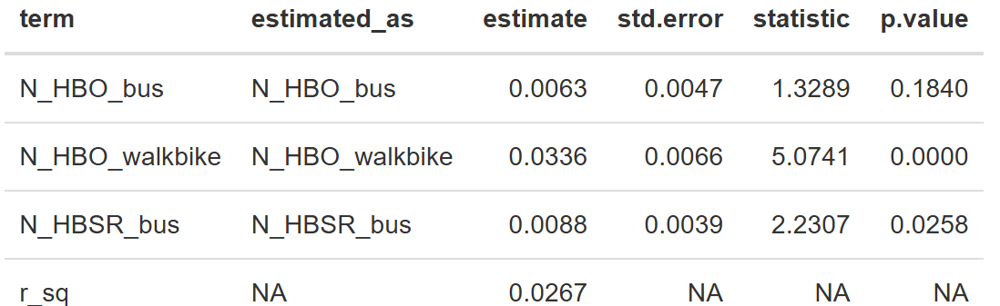 term estimated_as estimate std.error statistic p.value
N_HBO_bus N_HBO_bus 0.0063 0.0047 1.3289 0.1840
N_HBO_walkbike N_HBO_walkbike 0.0336 0.0066 5.0741 0.0000
N_HBSR_bus N_HBSR_bus 0.0088 0.0039 2.2307 0.0258
r_sq NA 0.0267 NA NA NA